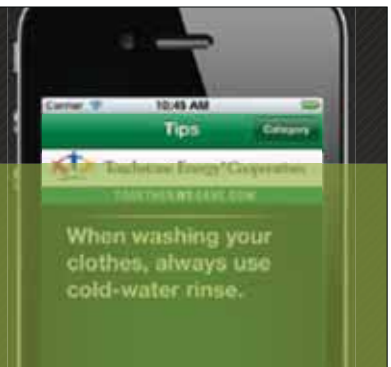 Carrier 10:45 AM
Tips Category
Touchstone Energy® Cooperatives
TOGETHERWESAVE.COM
When washing your
clothes, always use
cold-water rinse.